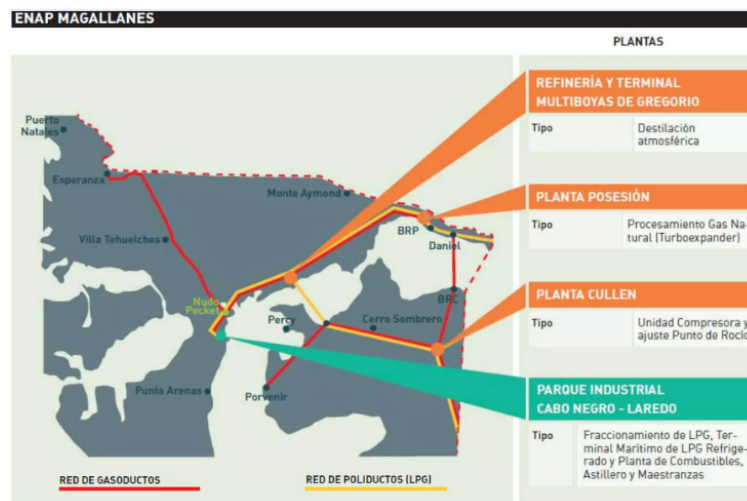 ENAP MAGALLANES
PLANTAS
REFINERÍA Y TERMINAL
MULTIBOYAS DE GREGORIO
Tipo
Destilación
atmosférica
PLANTA POSESIÓN
Tipo
Procesamiento Gas Na-
tural (Turboexpander)
PLANTA CULLEN
Tipo
Unidad Compresora y
ajuste Punto de Rocío
PARQUE INDUSTRIAL
CABO NEGRO - LAREDO
Tipo
Fraccionamiento de LPG, Ter-
minal Marítimo de LPG Refrige-
rado y Planta de Combustibles,
Astillero y Maestranzas
Puerto
Natales
Esperanza
Monte Aymond
Villa Tehuelches
BRP
Daniel
Nudo
Pecket
BRC
Percy
Cerro Sombrero
Punta Arenas
Porvenir
RED DE GASODUCTOS
RED DE POLIDUCTOS (LPG)